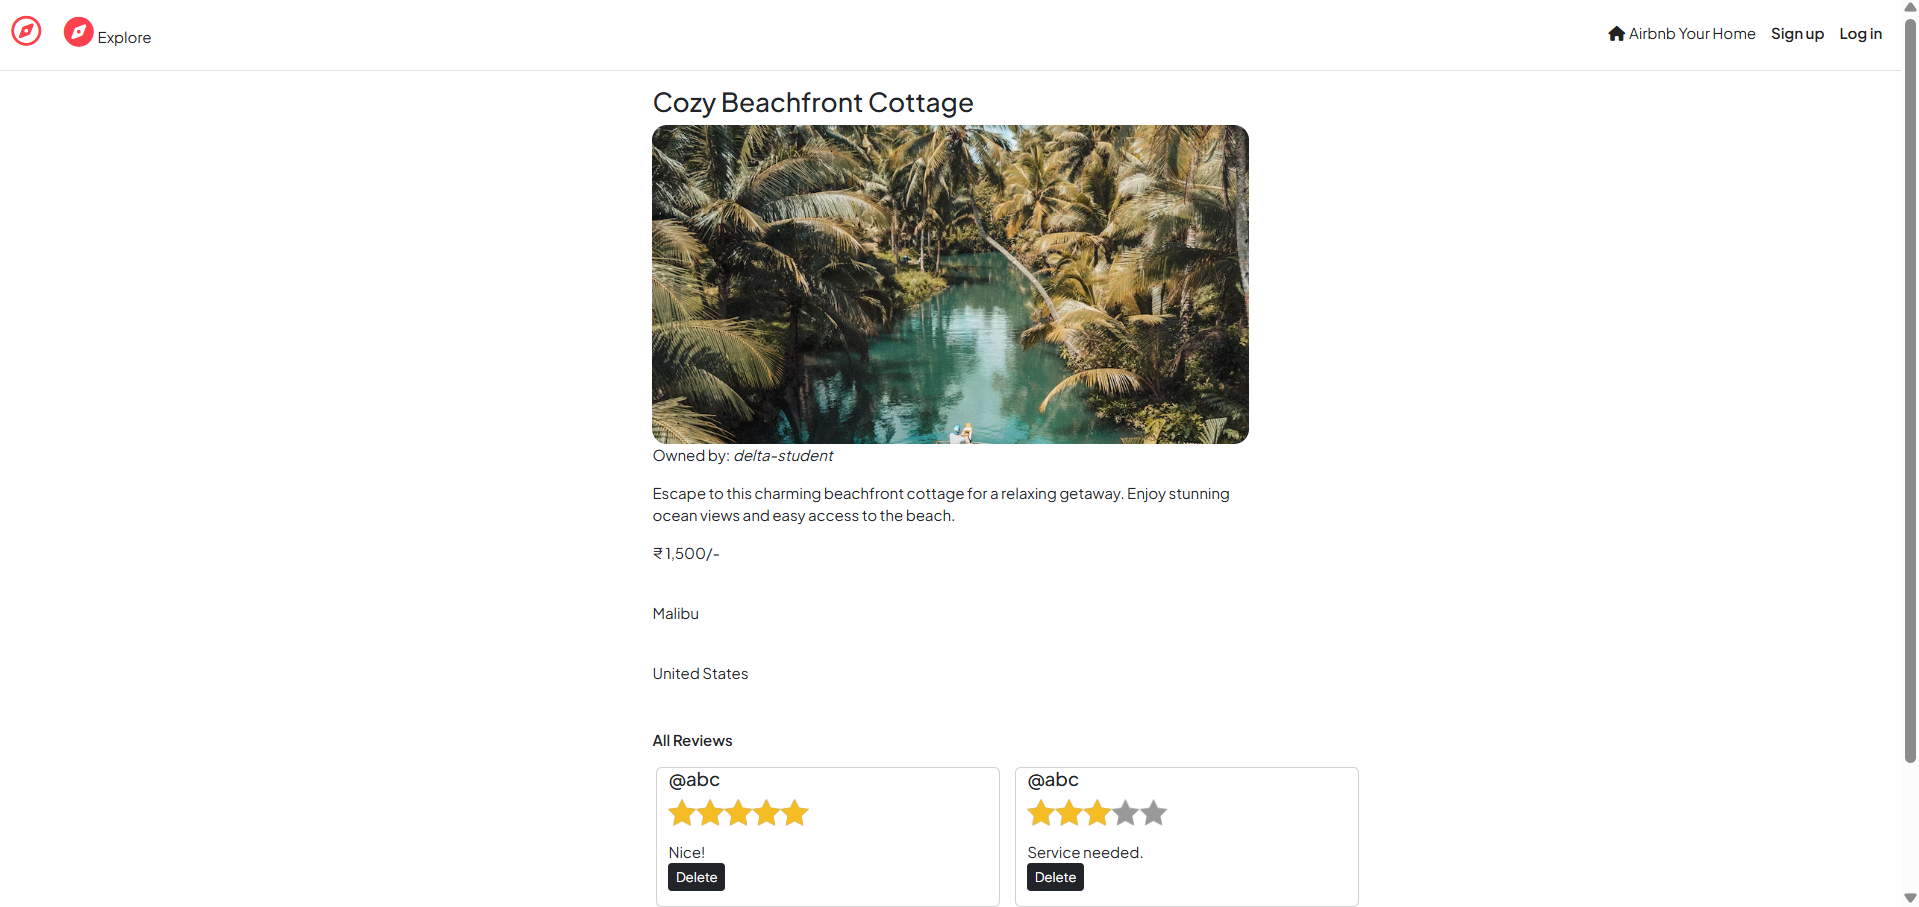 Explore
Airbnb Your Home
Sign up
Log in
Cozy Beachfront Cottage
Owned by: delta-student
Escape to this charming beachfront cottage for a relaxing getaway. Enjoy stunning
ocean views and easy access to the beach.
₹ 1,500/-
Malibu
United States
All Reviews
@abc
Nice!
Delete
@abc
Service needed.
Delete